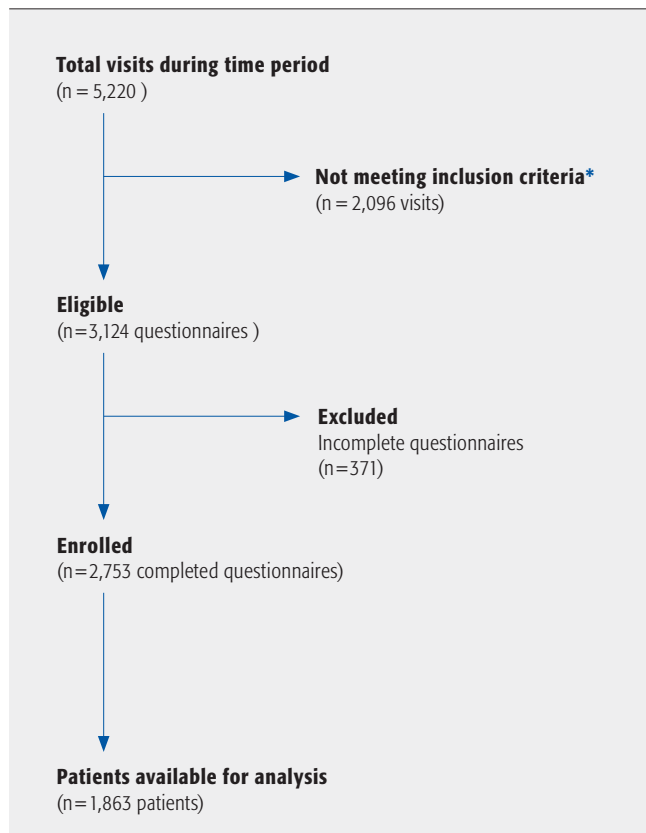 Total visits during time period
(n = 5,220 )
Not meeting inclusion criteria*
(n = 2,096 visits)
Eligible
(n=3,124 questionnaires )
Excluded
Incomplete questionnaires
(n=371)
Enrolled
(n=2,753 completed questionnaires)
Patients available for analysis
(n=1,863 patients)